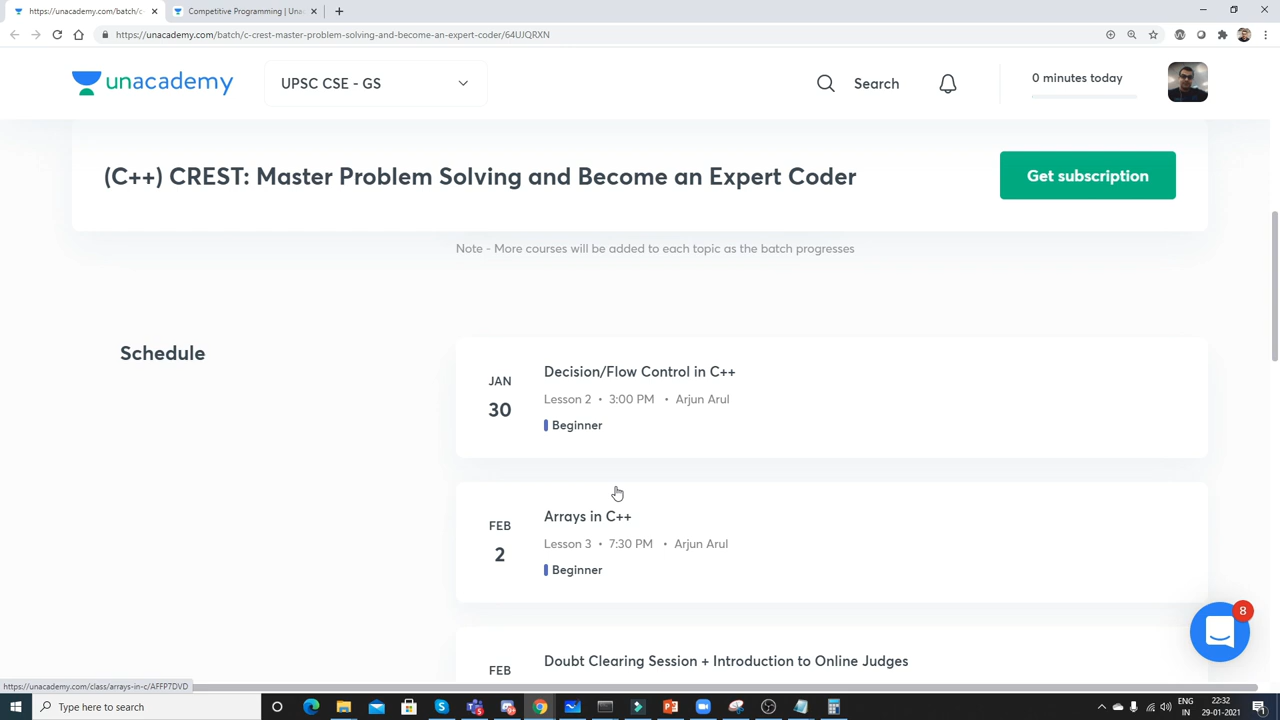 https://unacademy.com/batch/c
Competitive Programming | Una
https://unacademy.com/batch/c-crest-master-problem-solving-and-become-an-expert-coder/64UJQRXN
unacademy
UPSC CSE - GS
Search
0 minutes today
(C++) CREST: Master Problem Solving and Become an Expert Coder
Get subscription
Note - More courses will be added to each topic as the batch progresses
Schedule
JAN
30
Decision/Flow Control in C++
Lesson 2 • 3:00 PM • Arjun Arul
Beginner
FEB
2
Arrays in C++
Lesson 3 • 7:30 PM • Arjun Arul
Beginner
8
FEB
Doubt Clearing Session + Introduction to Online Judges
https://unacademy.com/class/arrays-in-c/AFFP7DVD
Type here to search
ENG
IN
22:32
29-01-2021